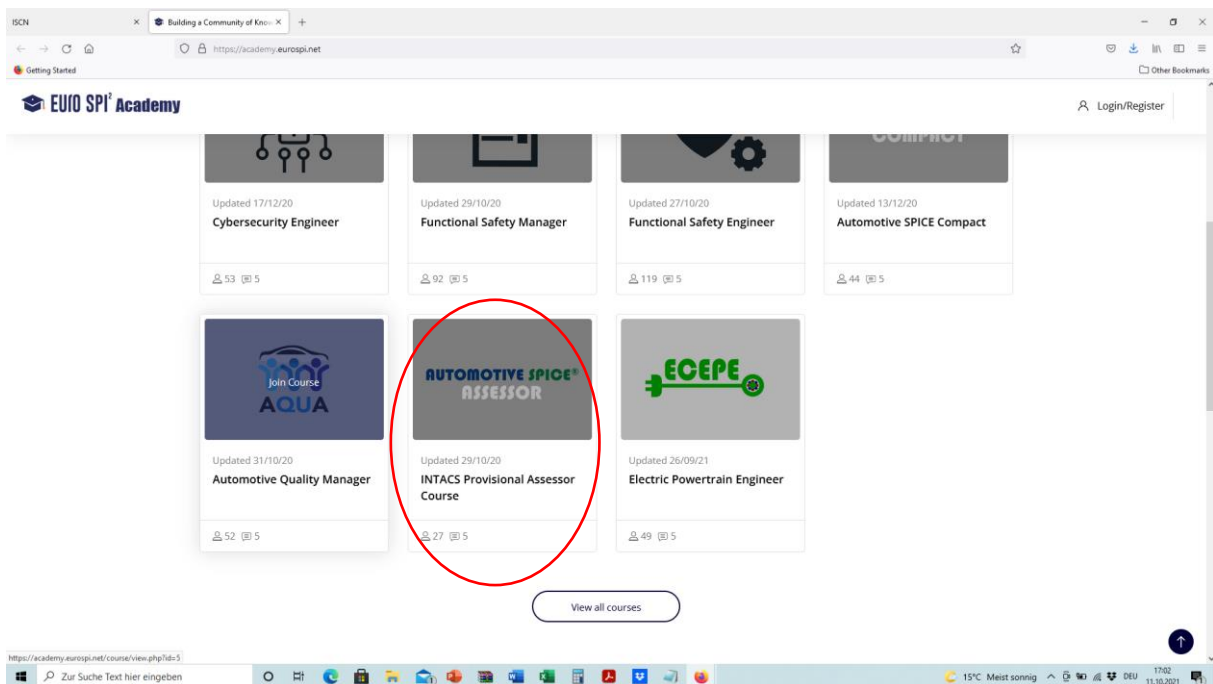 ISCN
Building a Community of Know
https://academy.eurospi.net
Getting Started
Other Bookmarks
EURO SPI² Academy
Login/Register
COMPACT
Updated 17/12/20
Cybersecurity Engineer
53 5
Updated 29/10/20
Functional Safety Manager
92 5
Updated 27/10/20
Functional Safety Engineer
119 5
Updated 13/12/20
Automotive SPICE Compact
44 5
Join Course
AQUA
Updated 31/10/20
Automotive Quality Manager
52 5
AUTOMOTIVE SPICE®
ASSESSOR
Updated 29/10/20
INTACS Provisional Assessor
Course
27 5
ECEPE
Updated 26/09/21
Electric Powertrain Engineer
49 5
View all courses
https://academy.eurospi.net/course/view.php?id=5
Zur Suche Text hier eingeben
15°C Meist sonnig
DEU
17:02
11.10.2021